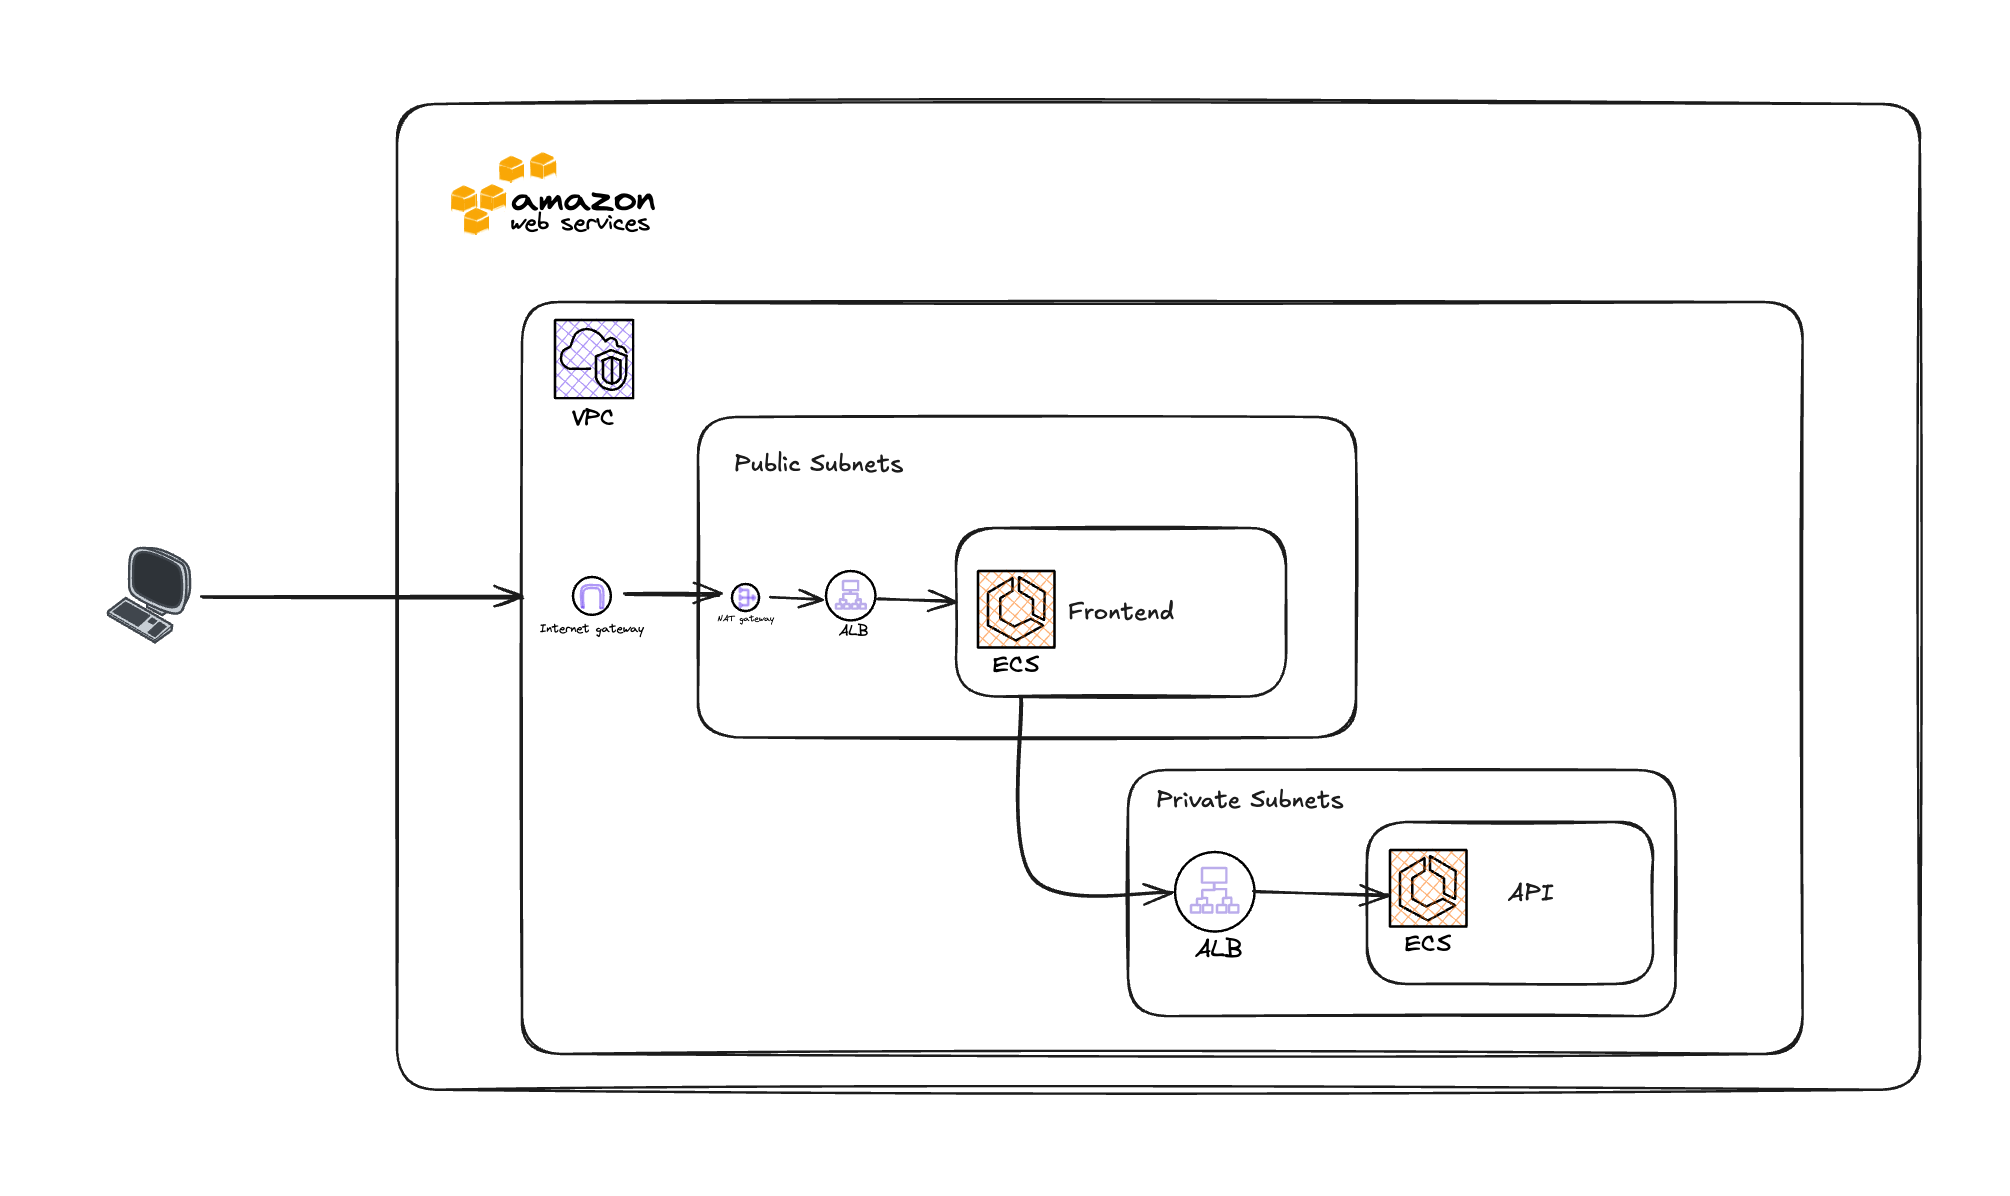 amazon
web services
VPC
Public Subnets
Internet gateway
NAT gateway
ALB
ECS
Frontend
Private Subnets
ALB
ECS
API